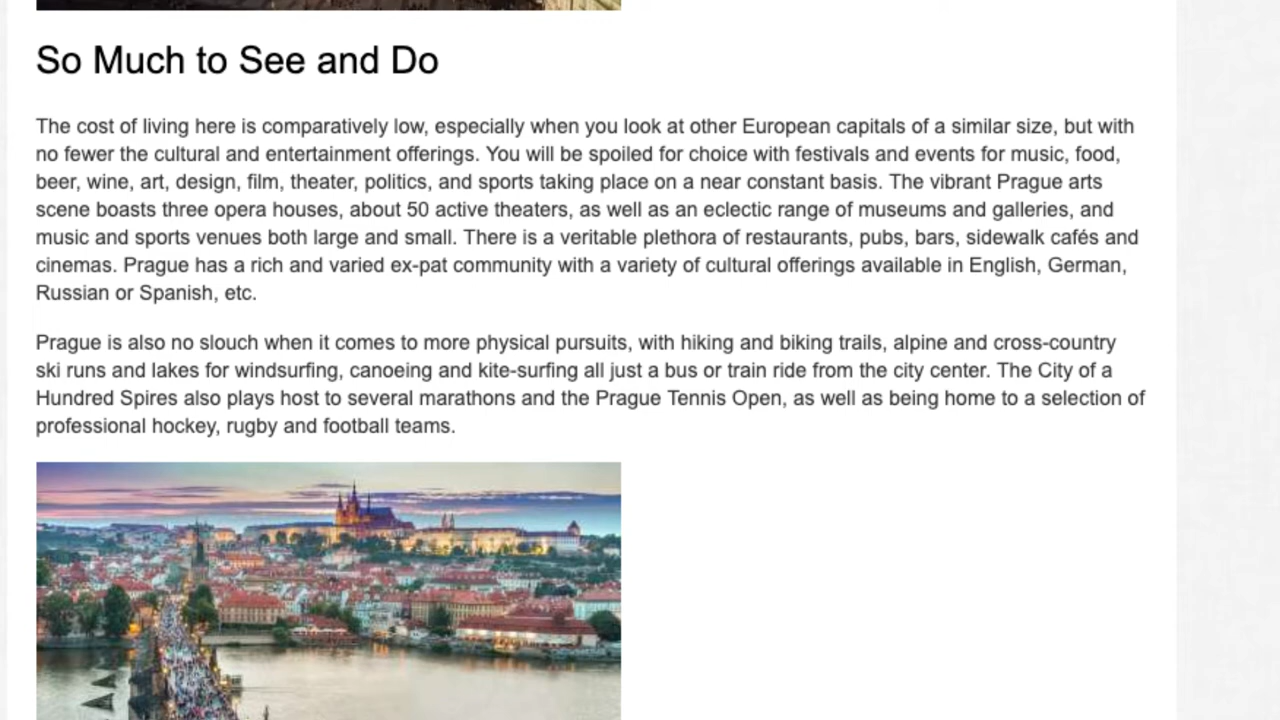 So Much to See and Do
The cost of living here is comparatively low, especially when you look at other European capitals of a similar size, but with
no fewer the cultural and entertainment offerings. You will be spoiled for choice with festivals and events for music, food,
beer, wine, art, design, film, theater, politics, and sports taking place on a near constant basis. The vibrant Prague arts
scene boasts three opera houses, about 50 active theaters, as well as an eclectic range of museums and galleries, and
music and sports venues both large and small. There is a veritable plethora of restaurants, pubs, bars, sidewalk cafés and
cinemas. Prague has a rich and varied ex-pat community with a variety of cultural offerings available in English, German,
Russian or Spanish, etc.
Prague is also no slouch when it comes to more physical pursuits, with hiking and biking trails, alpine and cross-country
ski runs and lakes for windsurfing, canoeing and kite-surfing all just a bus or train ride from the city center. The City of a
Hundred Spires also plays host to several marathons and the Prague Tennis Open, as well as being home to a selection of
professional hockey, rugby and football teams.